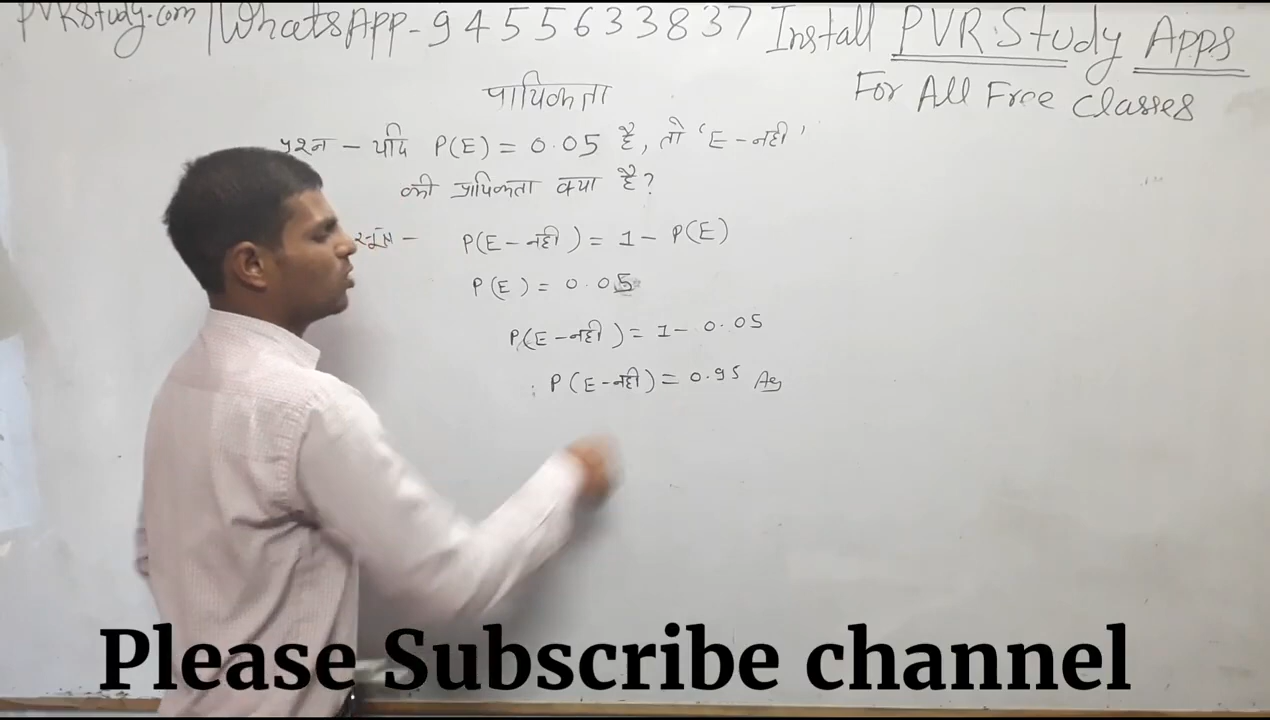 PVRStudy.com | WhatsApp - 9455633837 Install PVR Study Apps
For All Free Classes
प्रायिकता
प्रश्न - यदि P(E) = 0.05 है, तो 'E-नहीं'
की प्रायिकता क्या है?
सूत्र - P(E-नहीं) = 1 - P(E)
P(E) = 0.05
P(E-नहीं) = 1 - 0.05
P(E-नहीं) = 0.95 Ans
Please Subscribe channel